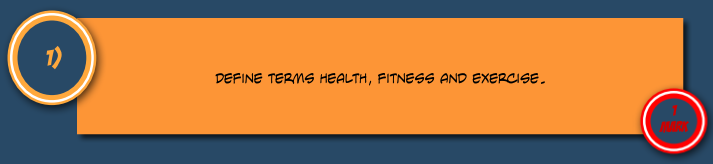 1)
DEFINE TERMS HEALTH, FITNESS AND EXERCISE.
1
MARK